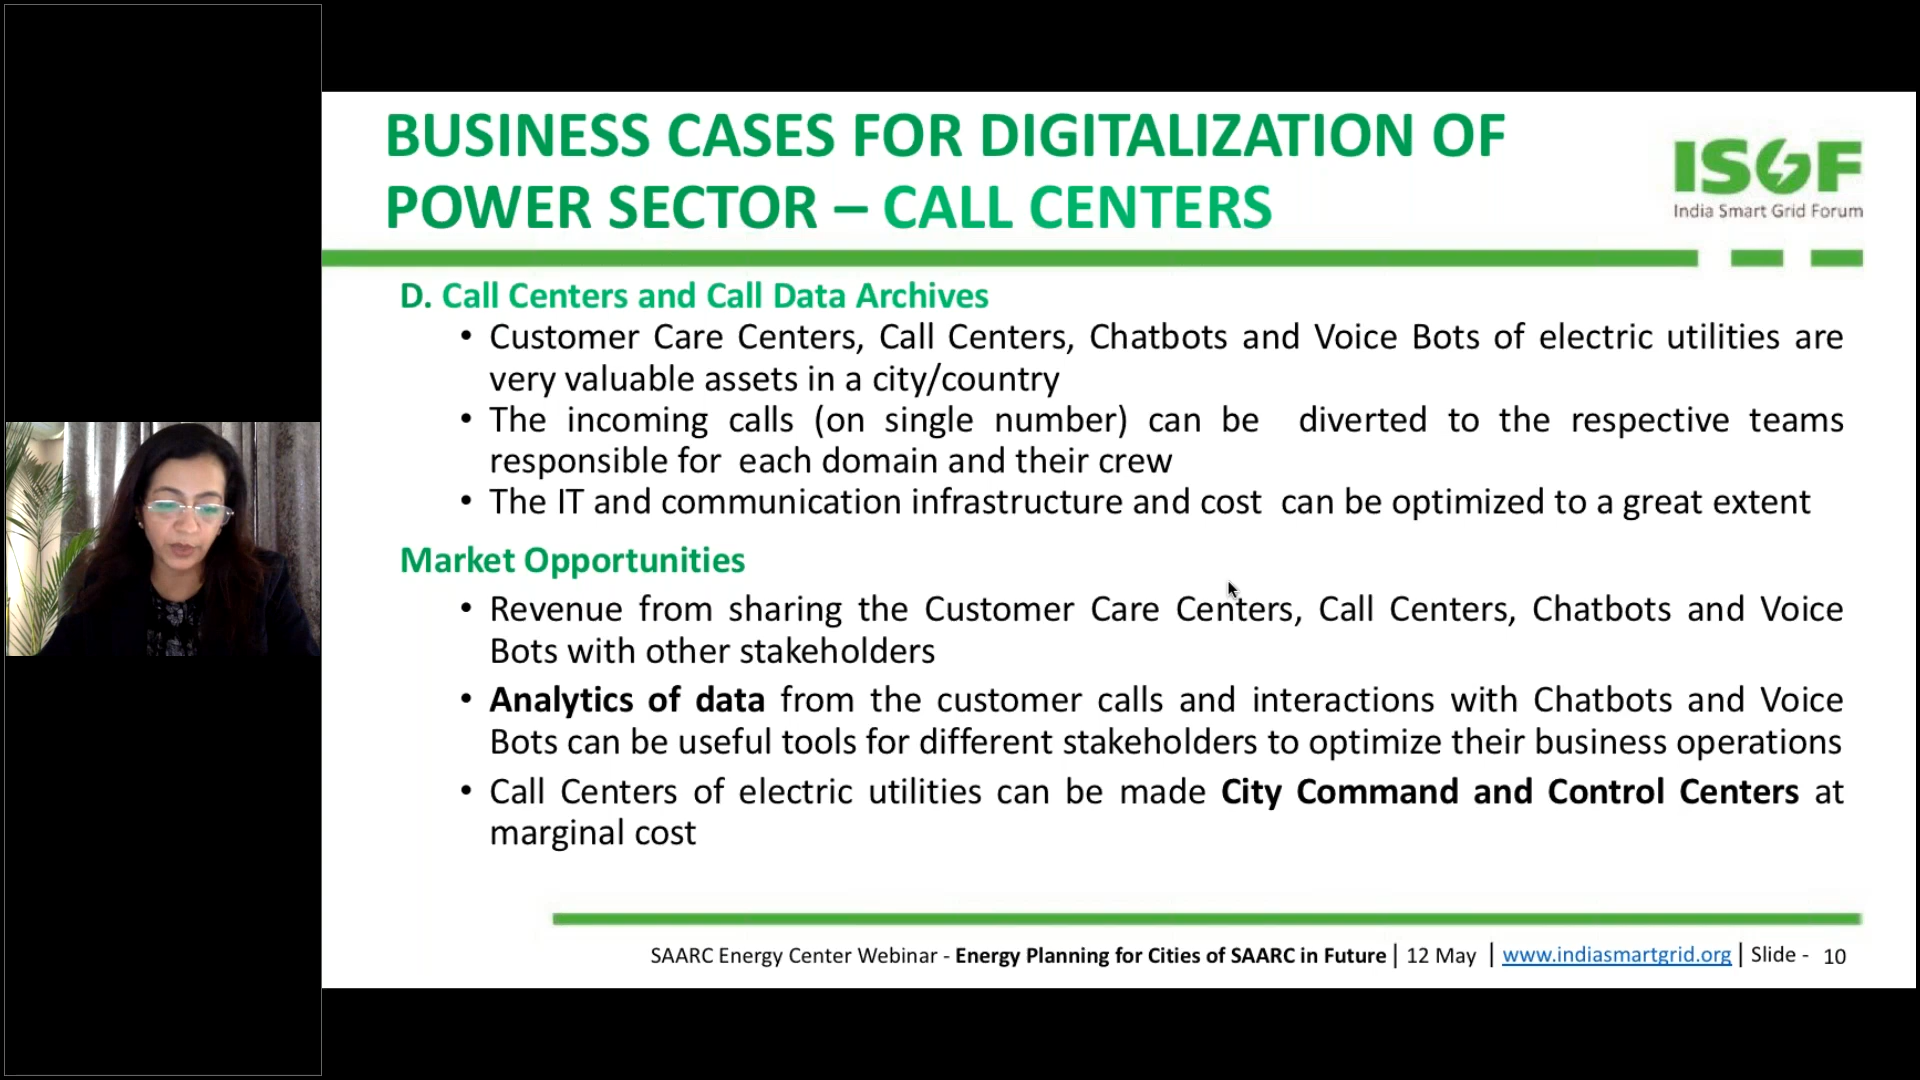 BUSINESS CASES FOR DIGITALIZATION OF
POWER SECTOR – CALL CENTERS
ISGF
India Smart Grid Forum
D. Call Centers and Call Data Archives
• Customer Care Centers, Call Centers, Chatbots and Voice Bots of electric utilities are
very valuable assets in a city/country
• The incoming calls (on single number) can be diverted to the respective teams
responsible for each domain and their crew
• The IT and communication infrastructure and cost can be optimized to a great extent
Market Opportunities
• Revenue from sharing the Customer Care Centers, Call Centers, Chatbots and Voice
Bots with other stakeholders
• Analytics of data from the customer calls and interactions with Chatbots and Voice
Bots can be useful tools for different stakeholders to optimize their business operations
• Call Centers of electric utilities can be made City Command and Control Centers at
marginal cost
SAARC Energy Center Webinar - Energy Planning for Cities of SAARC in Future | 12 May | www.indiasmartgrid.org | Slide - 10